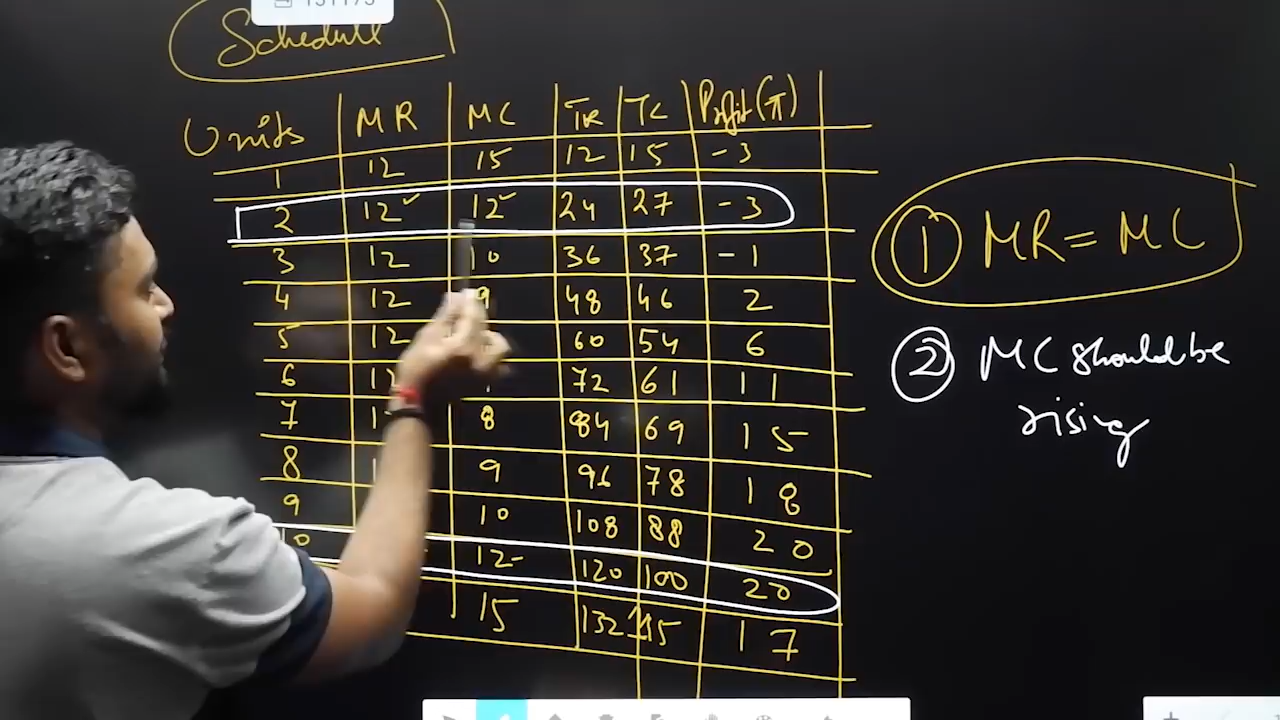 Schedule
Units MR MC TR TC Profit (π)
1 12 15 12 15 -3
2 12 12 24 27 -3
3 12 10 36 37 -1
4 12 9 48 46 2
5 12 60 54 6
6 12 72 61 11
7 8 84 69 15
8 9 96 78 18
9 10 108 88 20
10 12 120 100 20
15 132 115 17
① MR = MC
② MC should be
rising